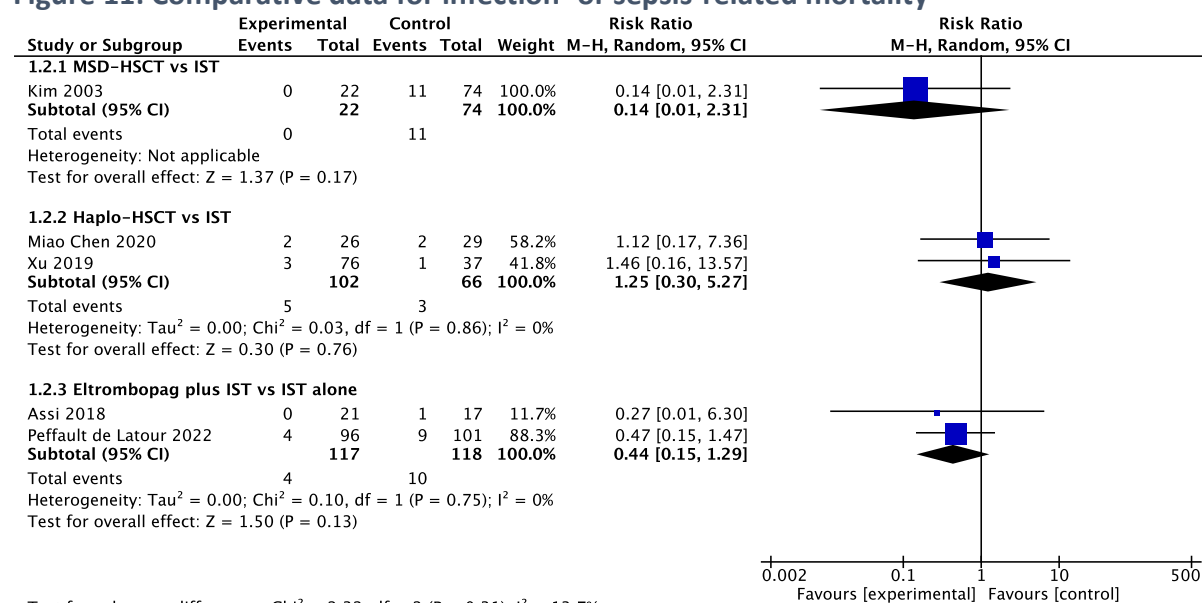 Figure 11. Comparative data for infection- or sepsis-related mortality
Experimental Control Risk Ratio Risk Ratio
Study or Subgroup Events Total Events Total Weight M-H, Random, 95% CI M-H, Random, 95% CI
1.2.1 MSD-HSCT vs IST
Kim 2003 0 22 11 74 100.0% 0.14 [0.01, 2.31]
Subtotal (95% CI) 22 74 100.0% 0.14 [0.01, 2.31]
Total events 0 11
Heterogeneity: Not applicable
Test for overall effect: Z = 1.37 (P = 0.17)
1.2.2 Haplo-HSCT vs IST
Miao Chen 2020 2 26 2 29 58.2% 1.12 [0.17, 7.36]
Xu 2019 3 76 1 37 41.8% 1.46 [0.16, 13.57]
Subtotal (95% CI) 102 66 100.0% 1.25 [0.30, 5.27]
Total events 5 3
Heterogeneity: Tau² = 0.00; Chi² = 0.03, df = 1 (P = 0.86); I² = 0%
Test for overall effect: Z = 0.30 (P = 0.76)
1.2.3 Eltrombopag plus IST vs IST alone
Assi 2018 0 21 1 17 11.7% 0.27 [0.01, 6.30]
Peffault de Latour 2022 4 96 9 101 88.3% 0.47 [0.15, 1.47]
Subtotal (95% CI) 117 118 100.0% 0.44 [0.15, 1.29]
Total events 4 10
Heterogeneity: Tau² = 0.00; Chi² = 0.10, df = 1 (P = 0.75); I² = 0%
Test for overall effect: Z = 1.50 (P = 0.13)
0.002 0.1 1 10 500
Favours [experimental] Favours [control]